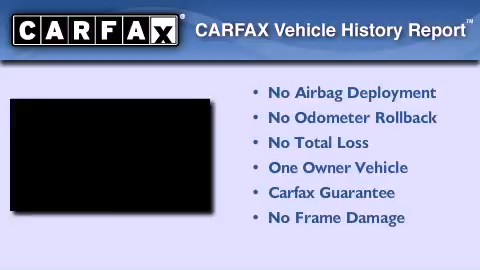 CARFAX® CARFAX Vehicle History Report™
• No Airbag Deployment
• No Odometer Rollback
• No Total Loss
• One Owner Vehicle
• Carfax Guarantee
• No Frame Damage